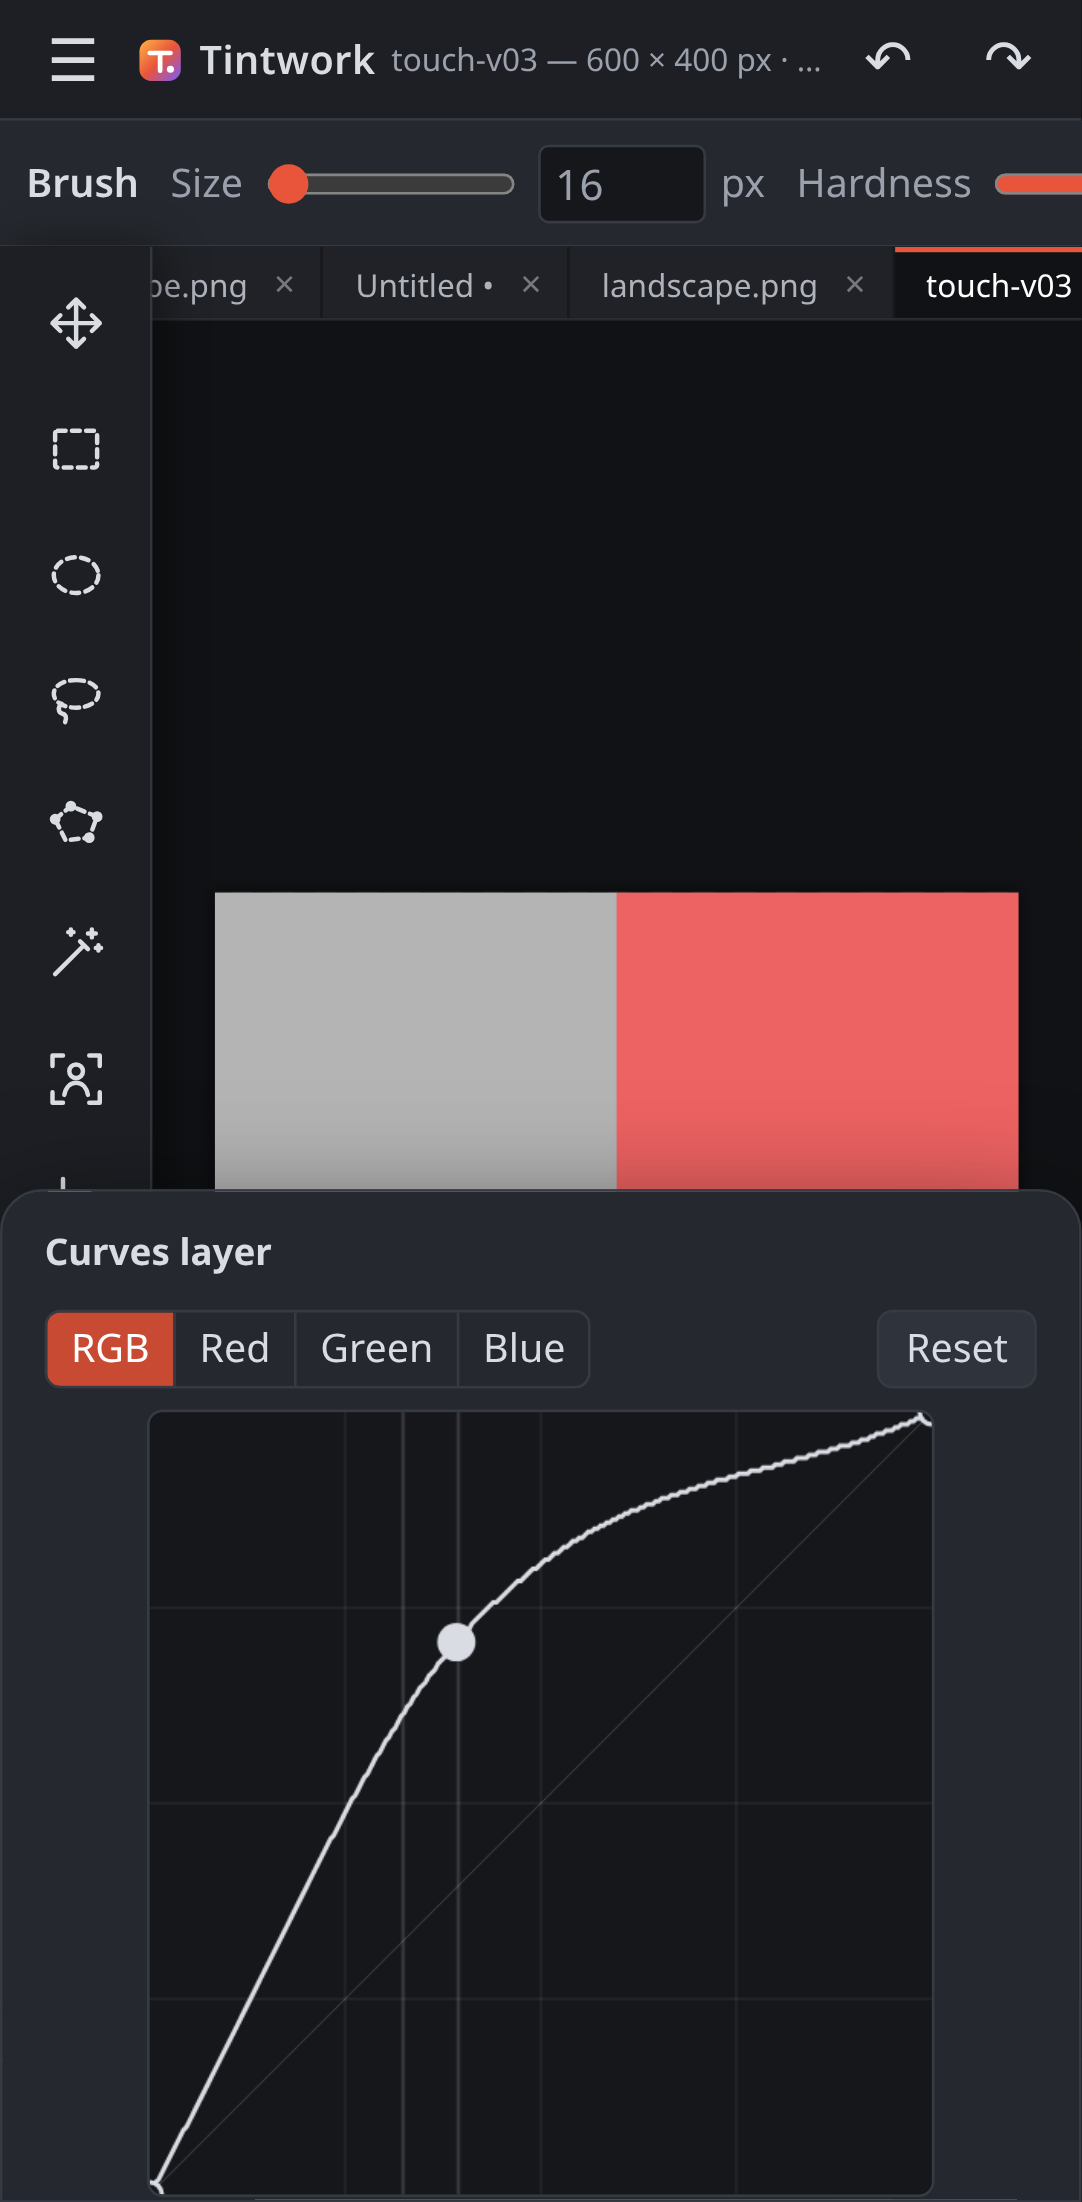 Tintwork touch-v03 — 600 × 400 px · ...
Brush Size 16 px Hardness
pe.png × Untitled • × landscape.png × touch-v03
Curves layer
RGB Red Green Blue Reset